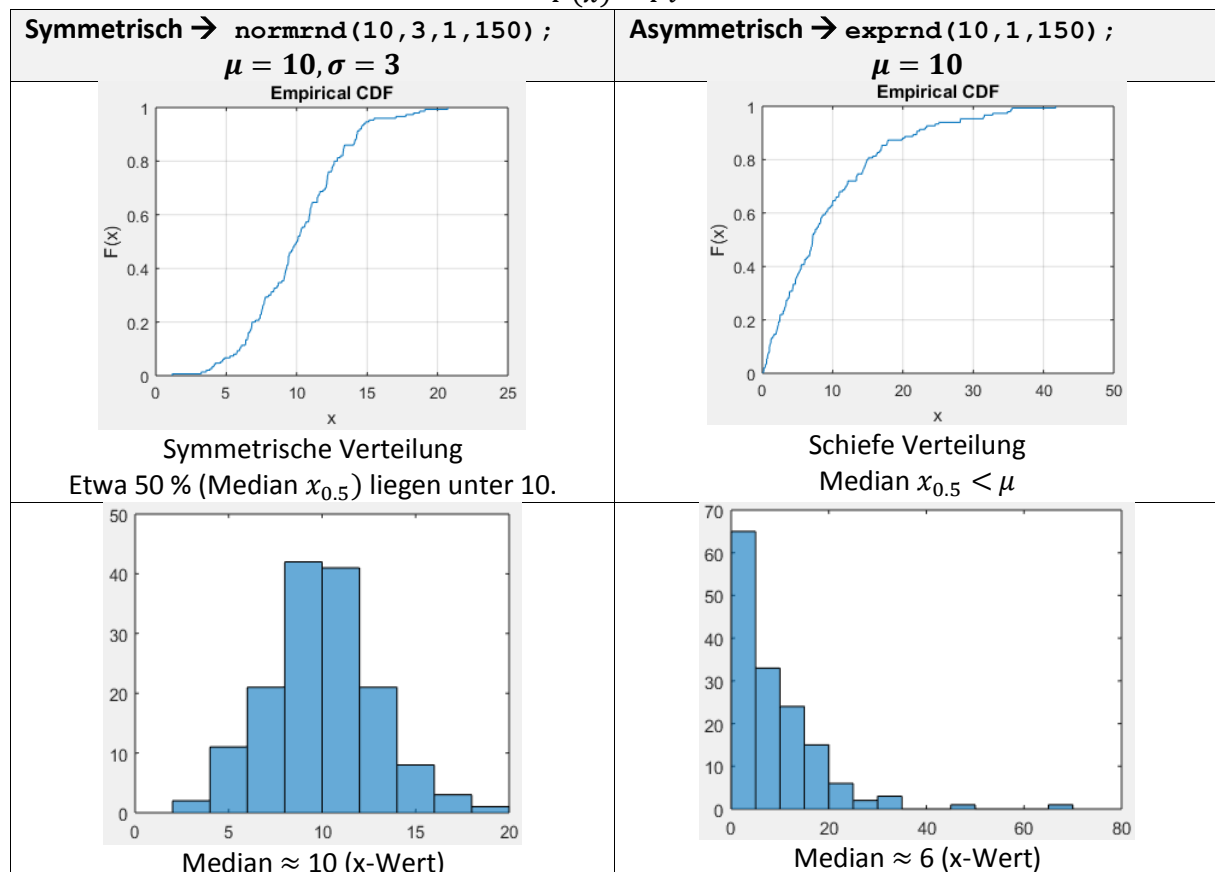 Symmetrisch → normrnd(10,3,1,150);
μ = 10, σ = 3
Asymmetrisch → exprnd(10,1,150);
μ = 10
Empirical CDF
1
0.8
0.6
0.4
0.2
0
F(x)
0 5 10 15 20 25
x
Symmetrische Verteilung
Etwa 50 % (Median x₀.₅) liegen unter 10.
Empirical CDF
1
0.8
0.6
0.4
0.2
0
F(x)
0 10 20 30 40 50
x
Schiefe Verteilung
Median x₀.₅ < μ
50
40
30
20
10
0
0 5 10 15 20
Median ≈ 10 (x-Wert)
70
60
50
40
30
20
10
0
0 20 40 60 80
Median ≈ 6 (x-Wert)